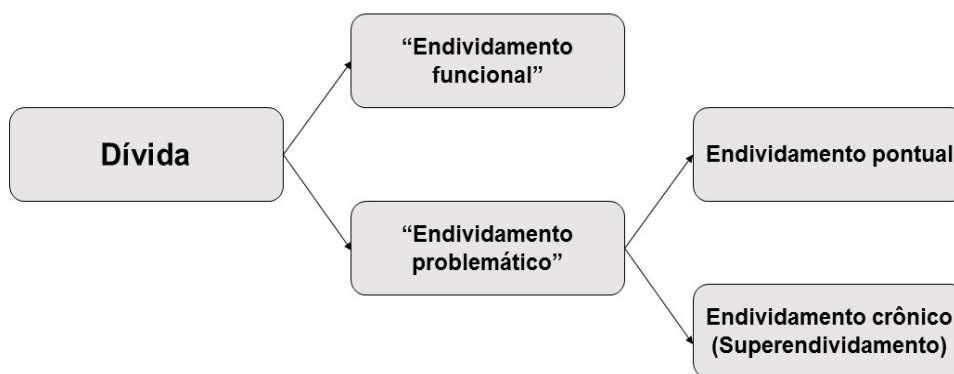 “Endividamento
funcional”
Dívida
Endividamento pontual
“Endividamento
problemático”
Endividamento crônico
(Superendividamento)